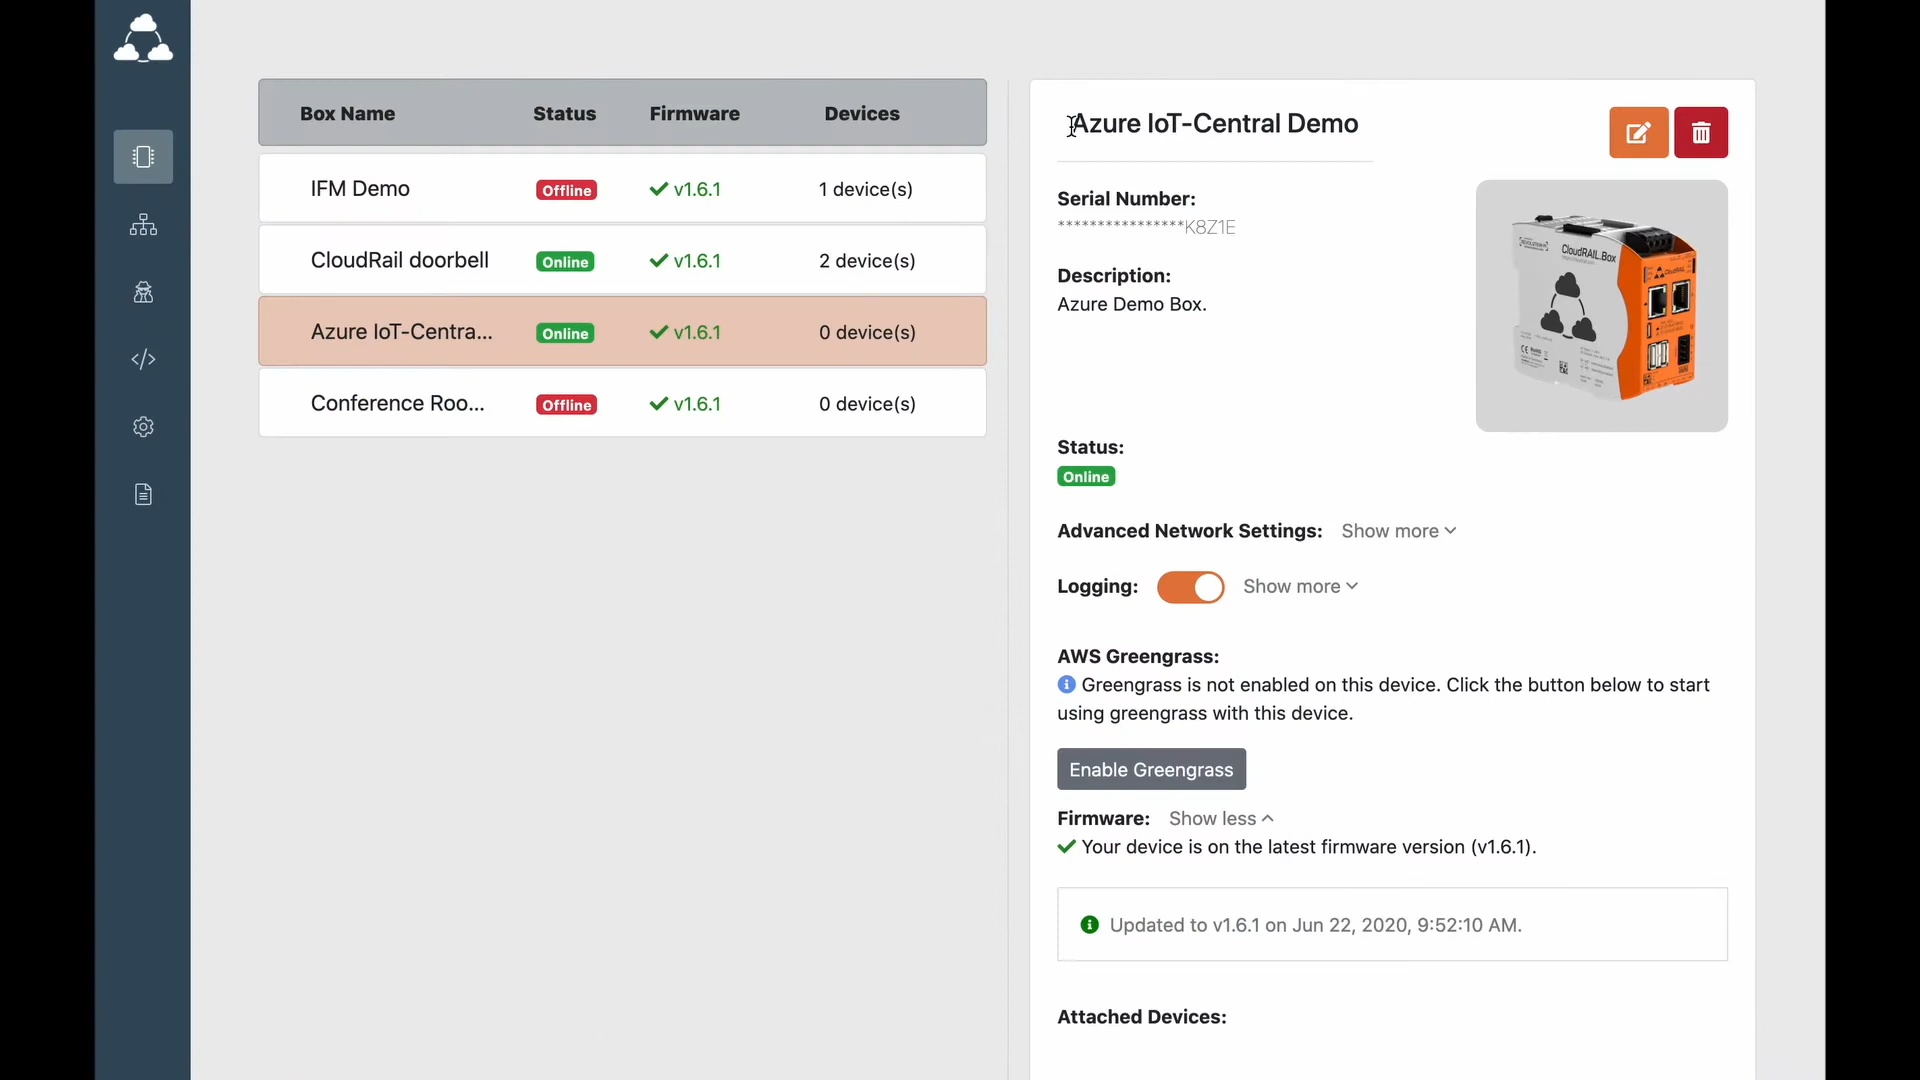 Box Name Status Firmware Devices
IFM Demo Offline v1.6.1 1 device(s)
CloudRail doorbell Online v1.6.1 2 device(s)
Azure IoT-Centra... Online v1.6.1 0 device(s)
Conference Roo... Offline v1.6.1 0 device(s)
Azure IoT-Central Demo
Serial Number:
****************K8Z1E
Description:
Azure Demo Box.
CloudRAIL.Box
CloudRAIL
Status:
Online
Advanced Network Settings: Show more
Logging: Show more
AWS Greengrass:
Greengrass is not enabled on this device. Click the button below to start
using greengrass with this device.
Enable Greengrass
Firmware: Show less
Your device is on the latest firmware version (v1.6.1).
Updated to v1.6.1 on Jun 22, 2020, 9:52:10 AM.
Attached Devices: